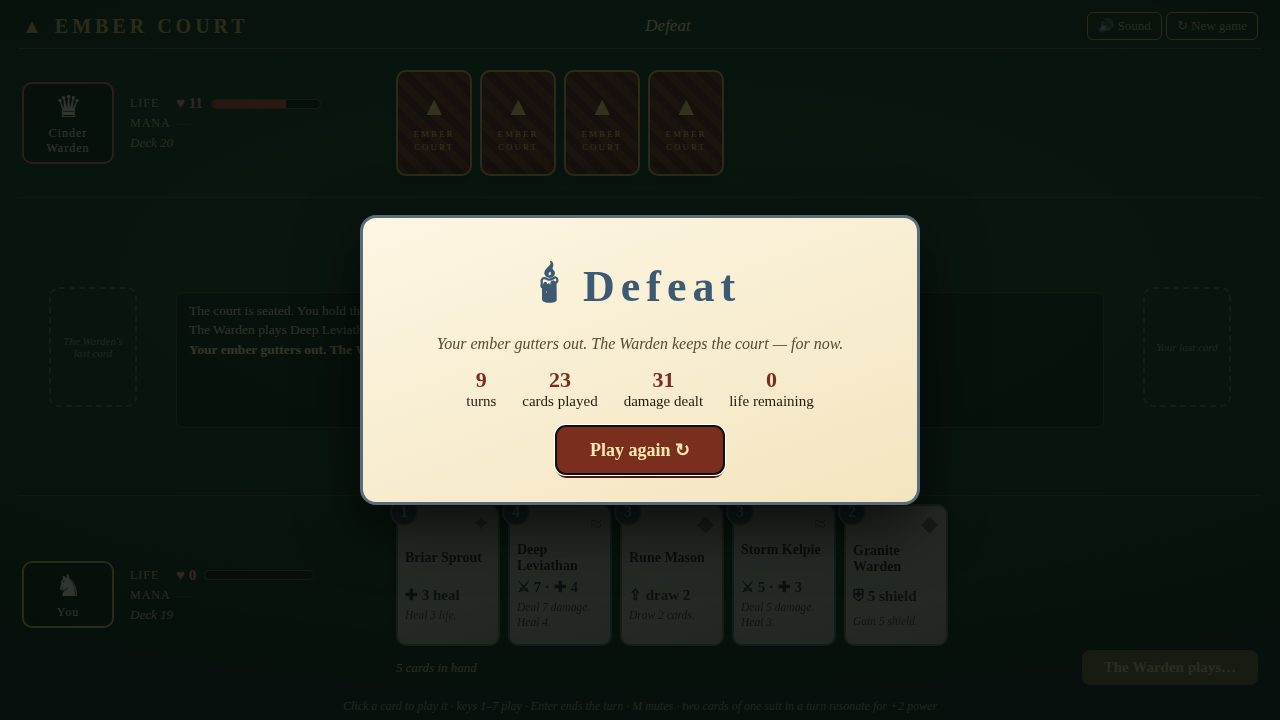 ▲ EMBER COURT
Defeat
🔊 Sound
↻ New game
Cinder
Warden
LIFE ♥ 11
MANA —
Deck 20
EMBER
COURT
EMBER
COURT
EMBER
COURT
EMBER
COURT
The Warden's
last card
The court is seated. You hold
The Warden plays Deep
Your ember gutters out. The
Your last card
Defeat
Your ember gutters out. The Warden keeps the court — for now.
9
turns
23
cards played
31
damage dealt
0
life remaining
Play again ↻
You
LIFE ♥ 0
MANA —
Deck 19
1
Briar Sprout
✚ 3 heal
Heal 3 life.
4
Deep
Leviathan
⚔ 7 · ✚ 4
Deal 7 damage.
Heal 4.
3
Rune Mason
⇧ draw 2
Draw 2 cards.
3
Storm Kelpie
⚔ 5 · ✚ 3
Deal 5 damage.
Heal 3.
2
Granite
Warden
⛨ 5 shield
Gain 5 shield.
5 cards in hand
The Warden plays…
Click a card to play it · keys 1–7 play · Enter ends the turn · M mutes · two cards of one suit in a turn resonate for +2 power